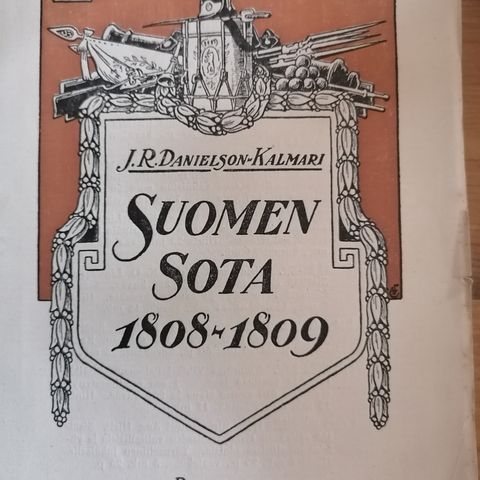 J. R. DANIELSON-KALMARI
SUOMEN
SOTA
1808-1809